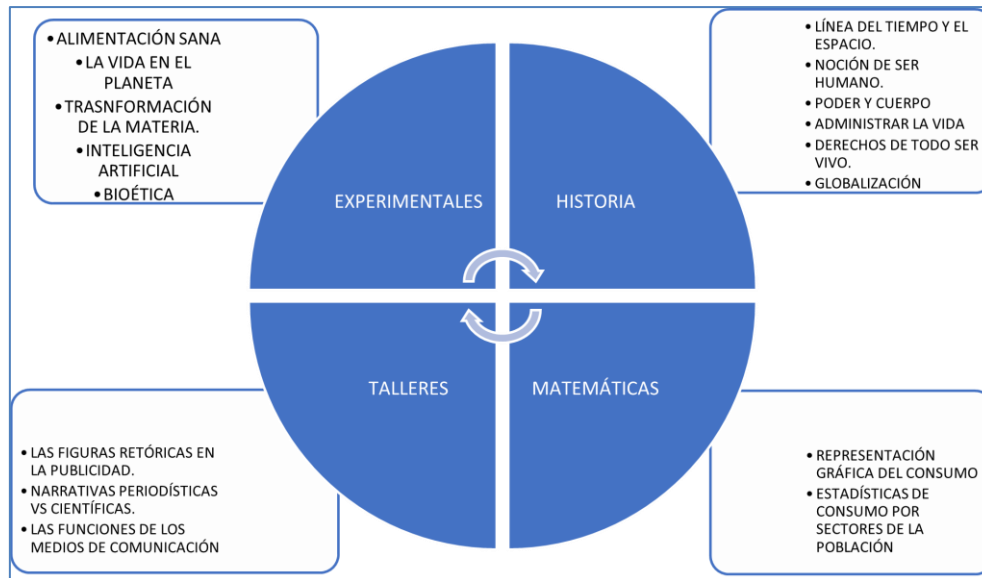 • ALIMENTACIÓN SANA
• LA VIDA EN EL
PLANETA
• TRASNFORMACIÓN
DE LA MATERIA.
• INTELIGENCIA
ARTIFICIAL
• BIOÉTICA
• LÍNEA DEL TIEMPO Y EL
ESPACIO.
• NOCIÓN DE SER
HUMANO.
• PODER Y CUERPO
• ADMINISTRAR LA VIDA
• DERECHOS DE TODO SER
VIVO.
• GLOBALIZACIÓN
EXPERIMENTALES
HISTORIA
TALLERES
MATEMÁTICAS
• LAS FIGURAS RETÓRICAS EN
LA PUBLICIDAD.
• NARRATIVAS PERIODÍSTICAS
VS CIENTÍFICAS.
• LAS FUNCIONES DE LOS
MEDIOS DE COMUNICACIÓN
• REPRESENTACIÓN
GRÁFICA DEL CONSUMO
• ESTADÍSTICAS DE
CONSUMO POR
SECTORES DE LA
POBLACIÓN